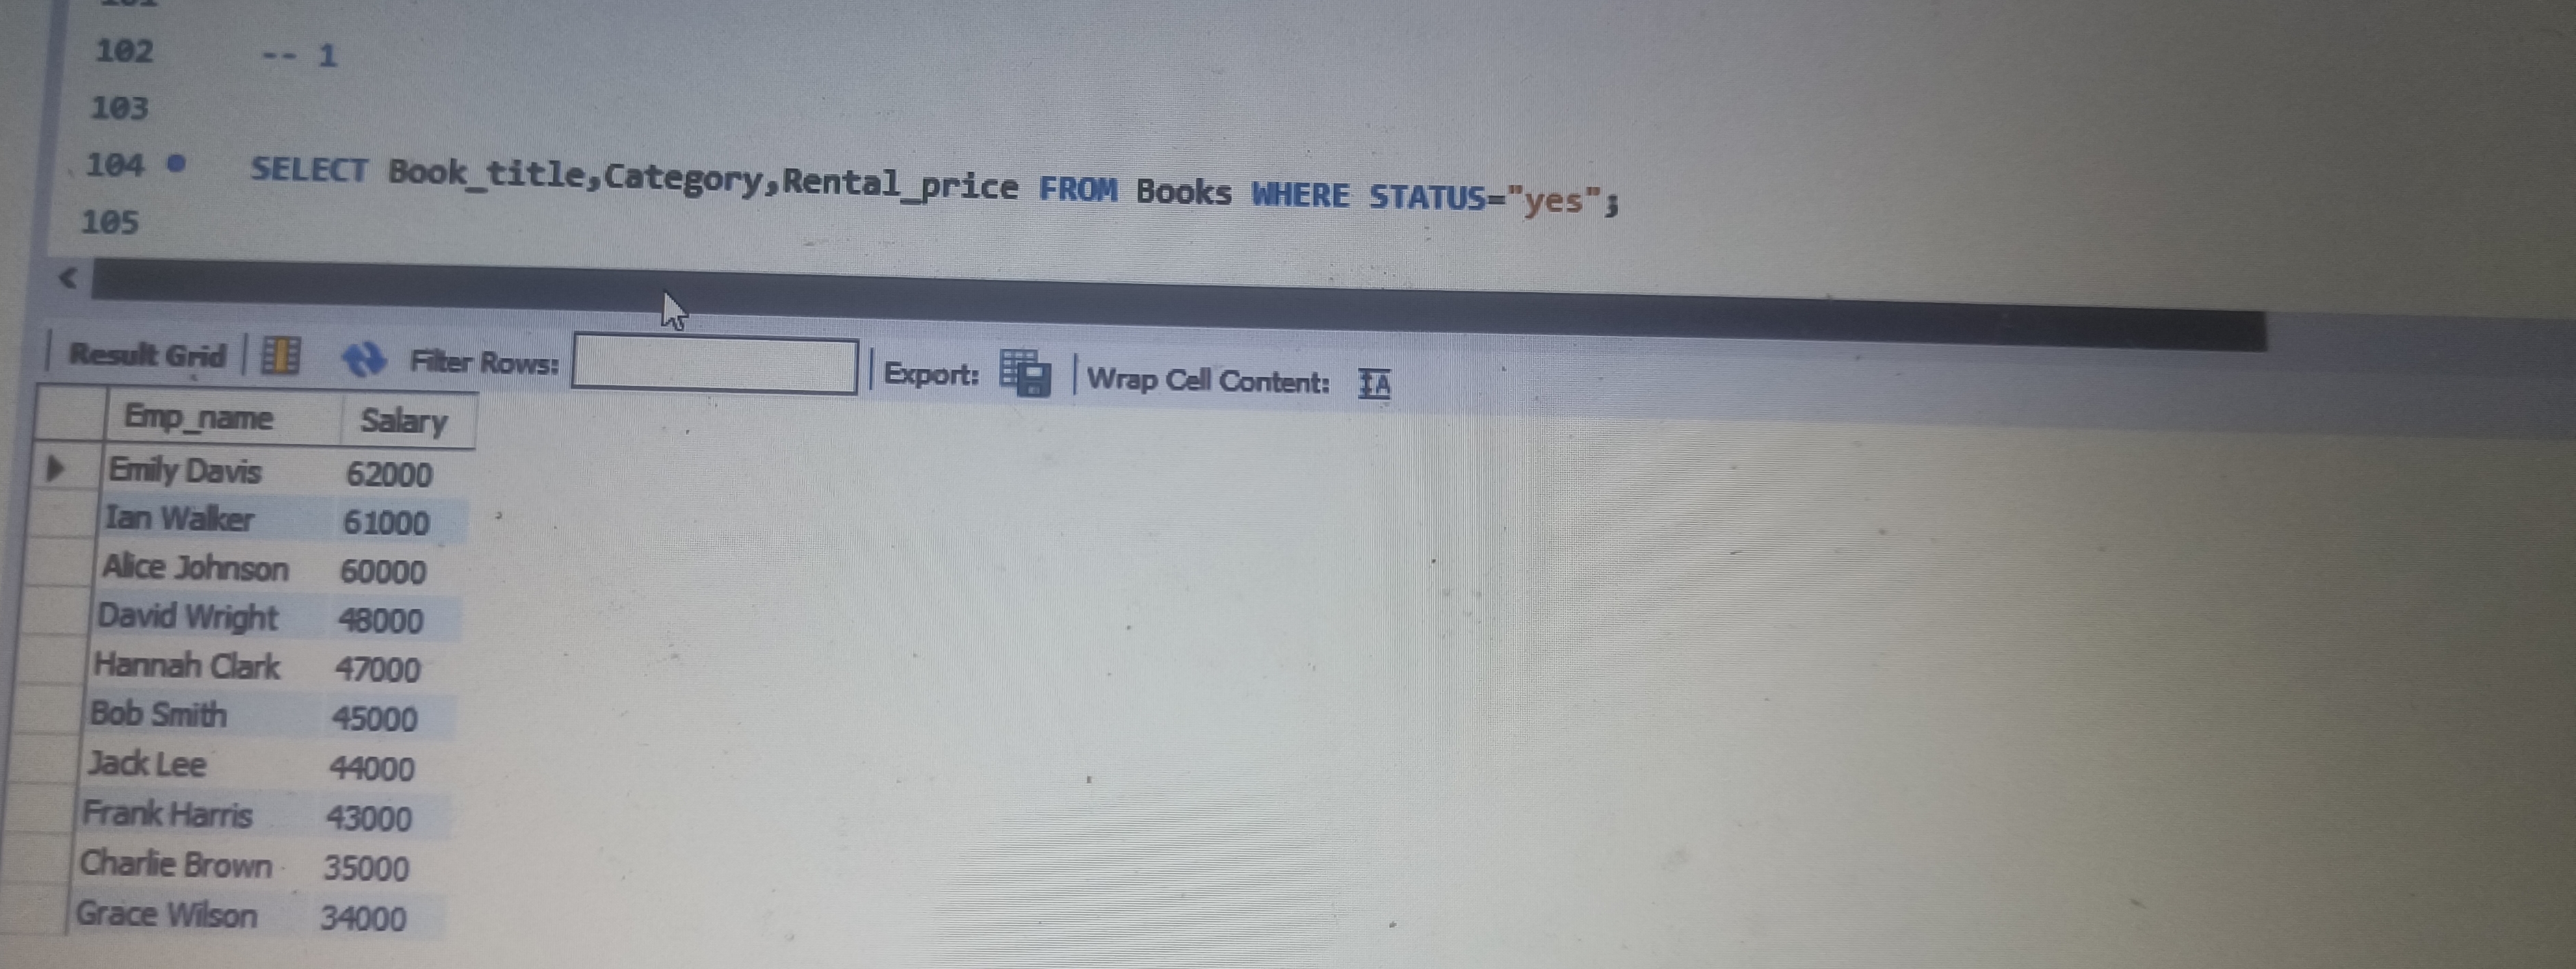 102 -- 1
103
104 SELECT Book_title,Category,Rental_price FROM Books WHERE STATUS="yes";
105
Result Grid Filter Rows: Export: Wrap Cell Content: IA
Emp_name Salary
Emily Davis 62000
Ian Walker 61000
Alice Johnson 60000
David Wright 48000
Hannah Clark 47000
Bob Smith 45000
Jack Lee 44000
Frank Harris 43000
Charlie Brown 35000
Grace Wilson 34000